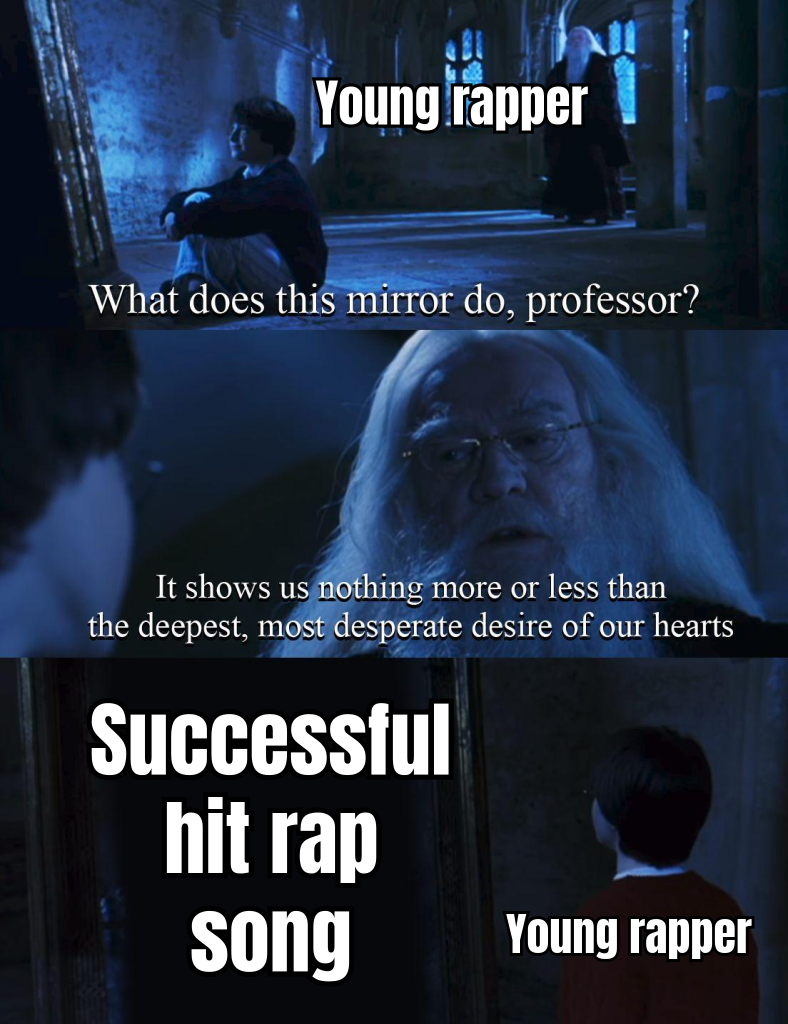 Young rapper
What does this mirror do, professor?
It shows us nothing more or less than
the deepest, most desperate desire of our hearts
Successful
hit rap
song
Young rapper